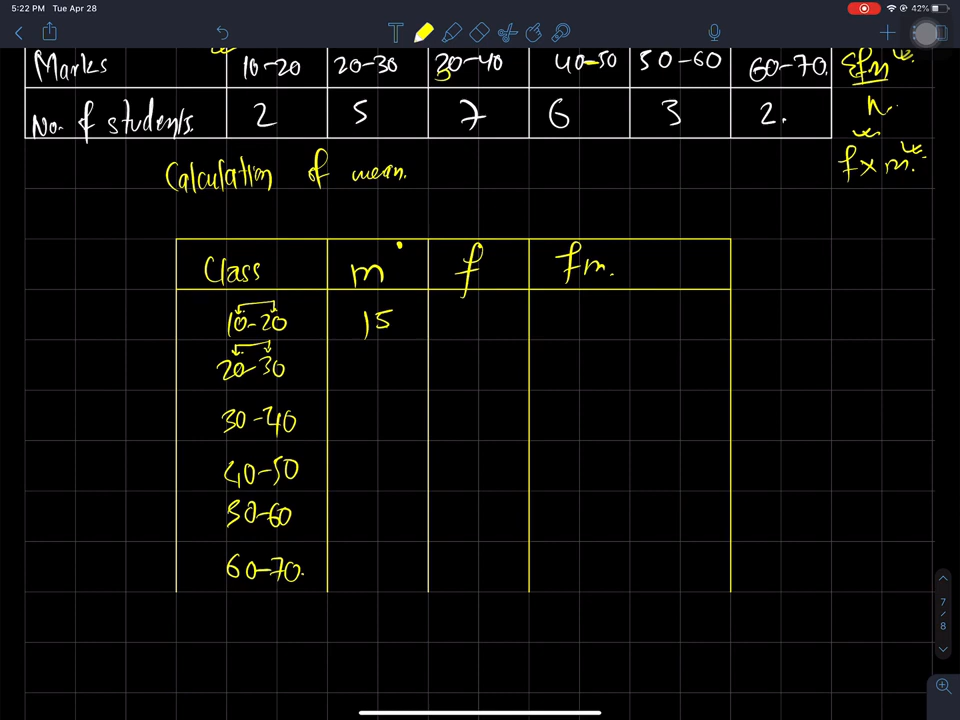 5:22 PM Tue Apr 28
42%
Marks 10-20 20-30 30-40 40-50 50-60 60-70. Σfm
No. of students. 2 5 7 6 3 2. n.
Calculation of mean. f x m.
Class m f fm.
10-20 15
20-30
30-40
40-50
50-60
60-70.
7
/
8